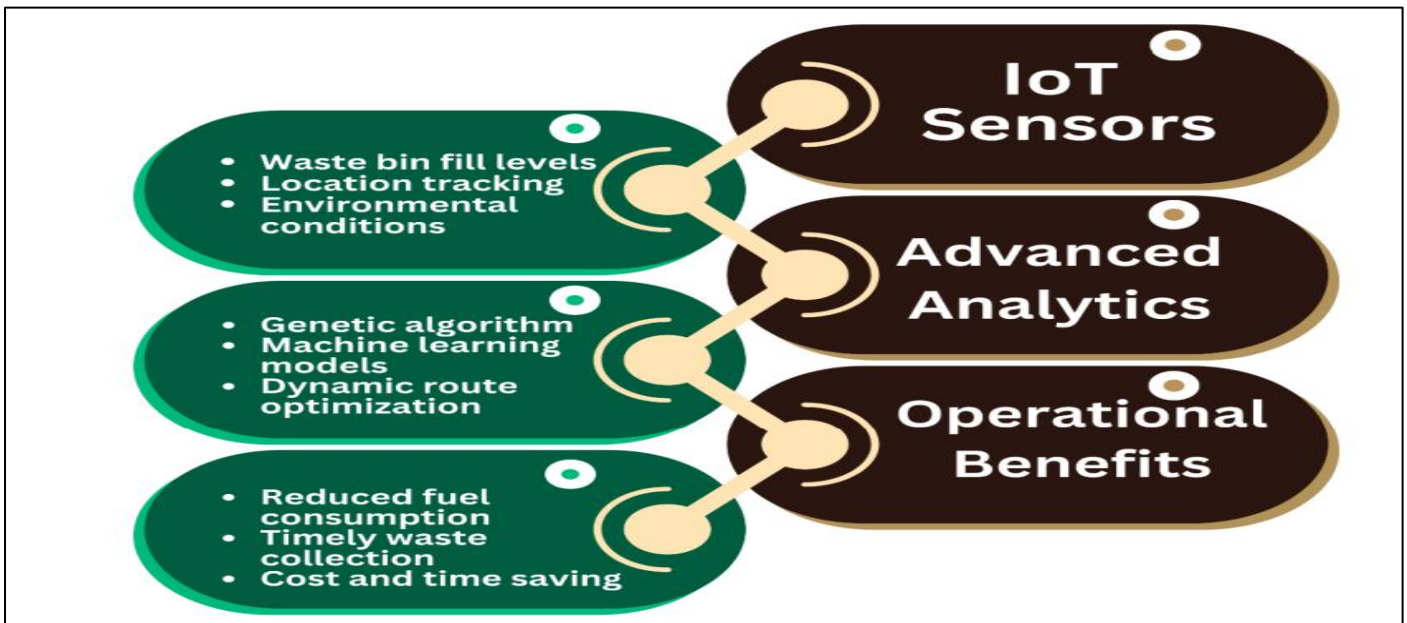 IoT
Sensors
• Waste bin fill levels
• Location tracking
• Environmental
conditions
Advanced
Analytics
• Genetic algorithm
• Machine learning
models
• Dynamic route
optimization
Operational
Benefits
• Reduced fuel
consumption
• Timely waste
collection
• Cost and time saving